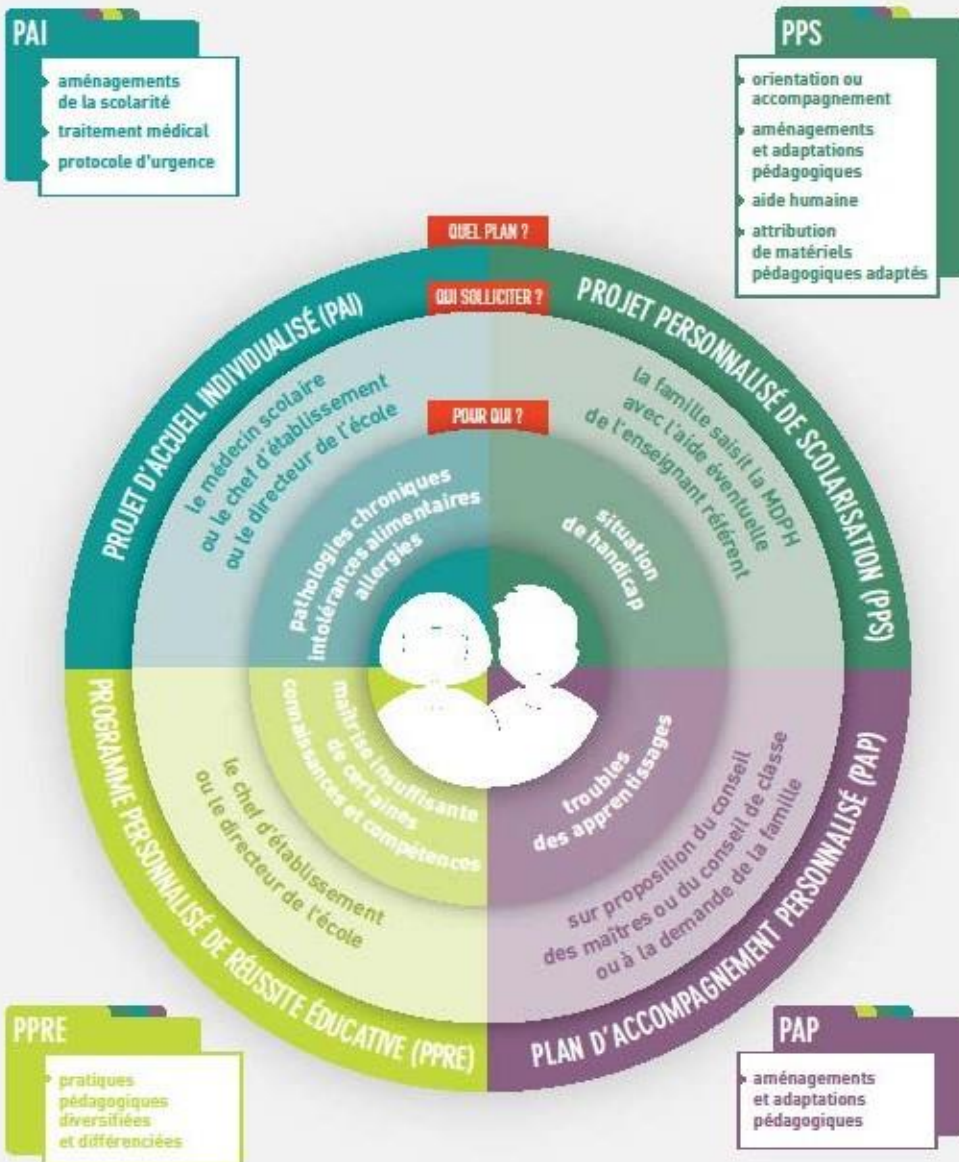 PAI
aménagements
de la scolarité
traitement médical
protocole d'urgence
PPS
orientation ou
accompagnement
aménagements
et adaptations
pédagogiques
aide humaine
attribution
de matériels
pédagogiques adaptés
QUEL PLAN ?
QUI SOLLICITER ?
POUR QUI ?
PROJET D'ACCUEIL INDIVIDUALISÉ (PAI)
le médecin scolaire
ou le chef d'établissement
ou le directeur de l'école
pathologies chroniques
intolérances alimentaires
allergies
PROJET PERSONNALISÉ DE SCOLARISATION (PPS)
la famille saisit la MDPH
avec l'aide éventuelle
de l'enseignant référent
situation
de handicap
PROGRAMME PERSONNALISÉ DE RÉUSSITE ÉDUCATIVE (PPRE)
le chef d'établissement
ou le directeur de l'école
maîtrise insuffisante
de certaines
connaissances et compétences
PLAN D'ACCOMPAGNEMENT PERSONNALISÉ (PAP)
sur proposition du conseil
des maîtres ou du conseil de classe
ou à la demande de la famille
troubles
des apprentissages
PPRE
pratiques
pédagogiques
diversifiées
et différenciées
PAP
aménagements
et adaptations
pédagogiques